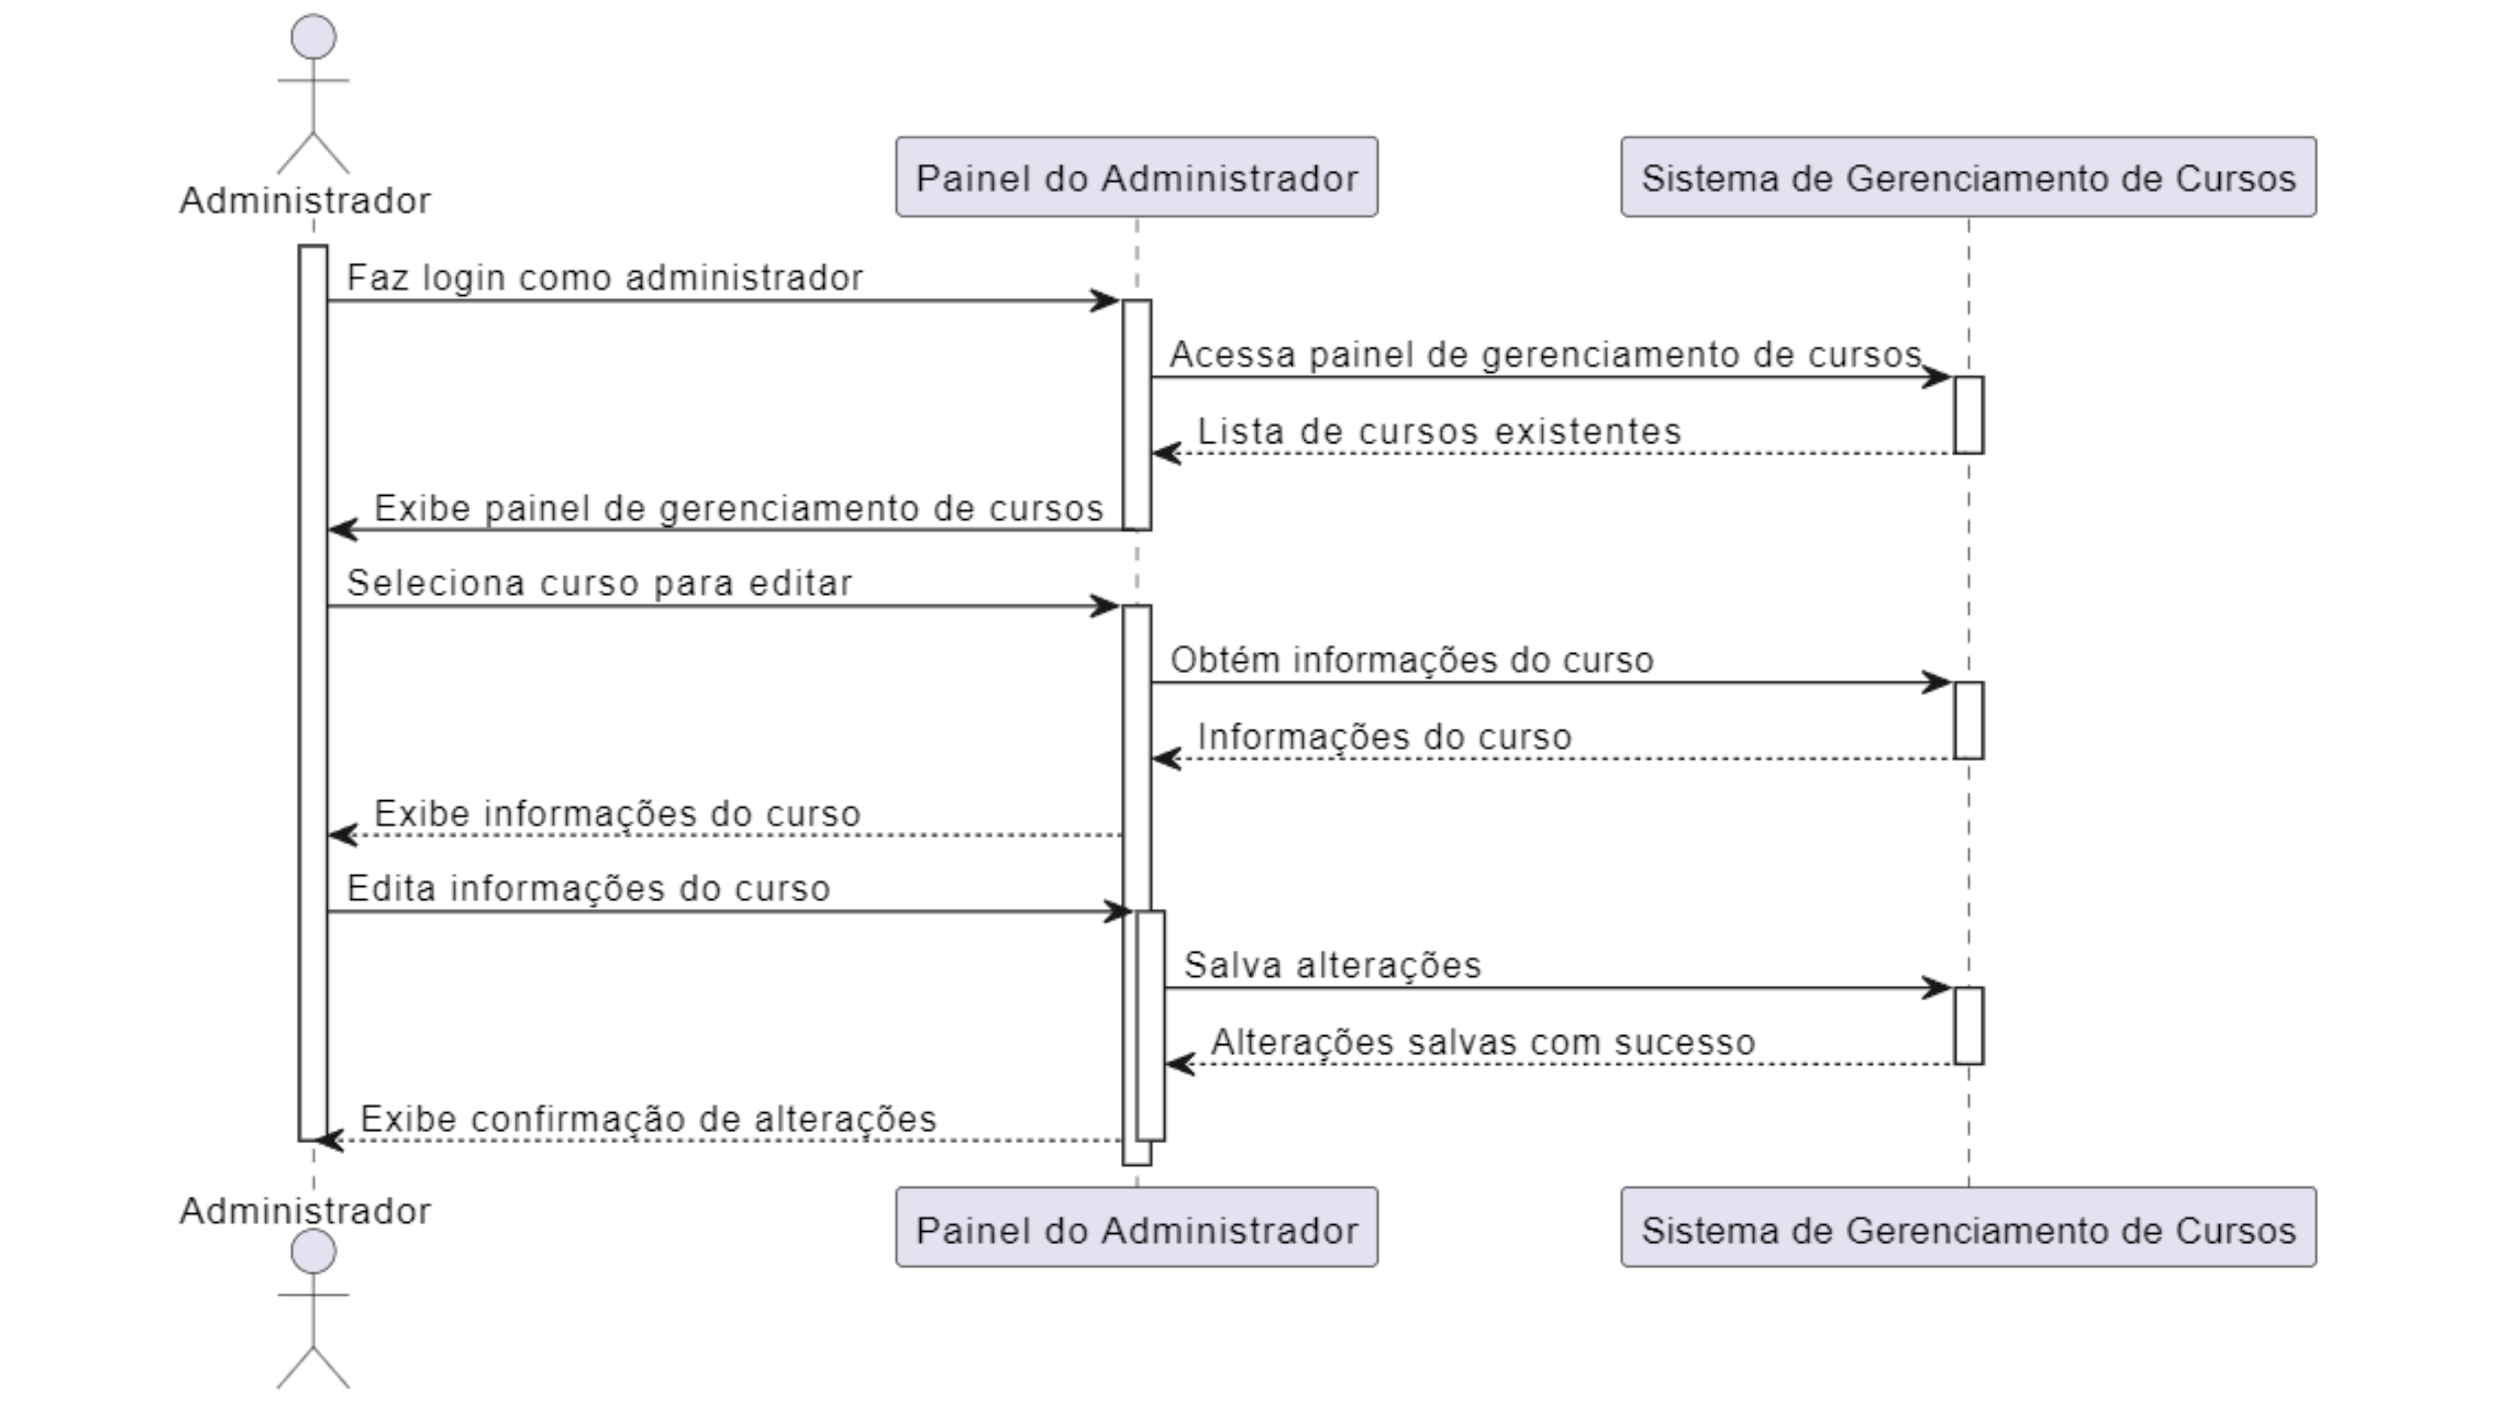 Administrador
Painel do Administrador
Sistema de Gerenciamento de Cursos
Faz login como administrador
Acessa painel de gerenciamento de cursos
Lista de cursos existentes
Exibe painel de gerenciamento de cursos
Seleciona curso para editar
Obtém informações do curso
Informações do curso
Exibe informações do curso
Edita informações do curso
Salva alterações
Alterações salvas com sucesso
Exibe confirmação de alterações
Administrador
Painel do Administrador
Sistema de Gerenciamento de Cursos